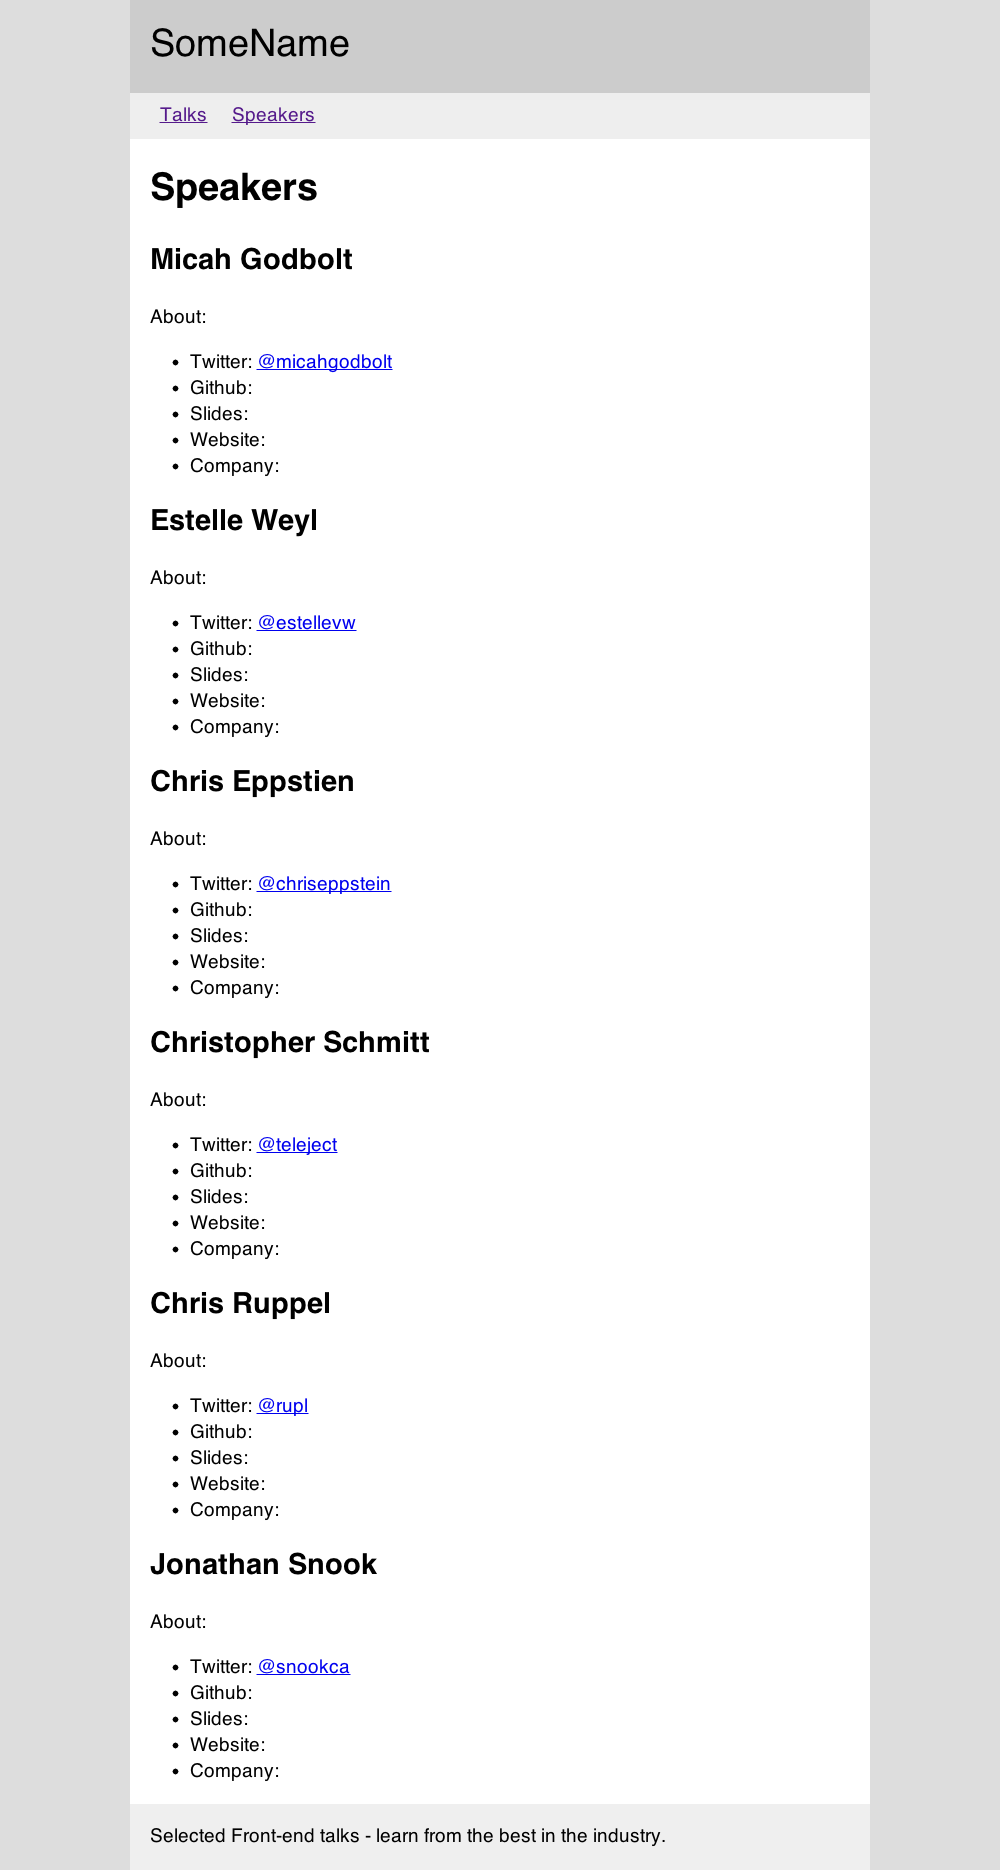 SomeName
Talks Speakers
Speakers
Micah Godbolt
About:
Twitter: @micahgodbolt
Github:
Slides:
Website:
Company:
Estelle Weyl
About:
Twitter: @estellevw
Github:
Slides:
Website:
Company:
Chris Eppstien
About:
Twitter: @chriseppstein
Github:
Slides:
Website:
Company:
Christopher Schmitt
About:
Twitter: @teleject
Github:
Slides:
Website:
Company:
Chris Ruppel
About:
Twitter: @rupl
Github:
Slides:
Website:
Company:
Jonathan Snook
About:
Twitter: @snookca
Github:
Slides:
Website:
Company:
Selected Front-end talks - learn from the best in the industry.